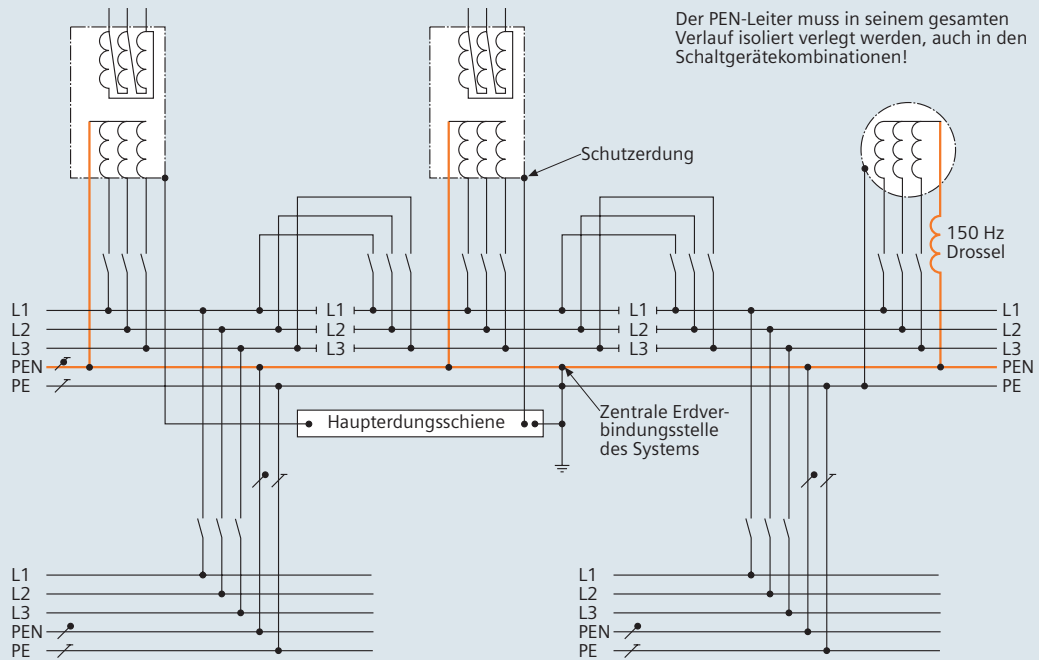 Der PEN-Leiter muss in seinem gesamten
Verlauf isoliert verlegt werden, auch in den
Schaltgerätekombinationen!
Schutzerdung
150 Hz
Drossel
L1 L1 L1 L1
L2 L2 L2 L2
L3 L3 L3 L3
PEN PEN
PE PE
Haupterdungsschiene
Zentrale Erdver-
bindungsstelle
des Systems
L1 L1
L2 L2
L3 L3
PEN PEN
PE PE